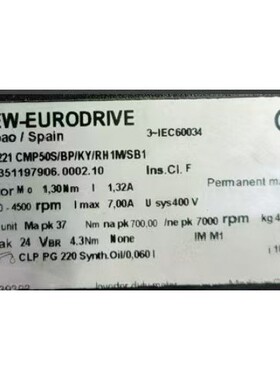 EW-EURODRIVE
bao / Spain
3~IEC60034
221 CMP50S/BP/KY/RH1M/SB1
351197906.0002.10 Ins.Cl. F
or Mo 1,30Nm I 1,32A Permanent ma
0- 4500 rpm I max 7,00A U sys400 V
unit Ma pk 37 Nm na pk 700,00 /ne pk 7000 rpm kg 4
ak 24 VBR 4.3Nm None IM M1
CLP PG 220 Synth.Oil/0,060 l